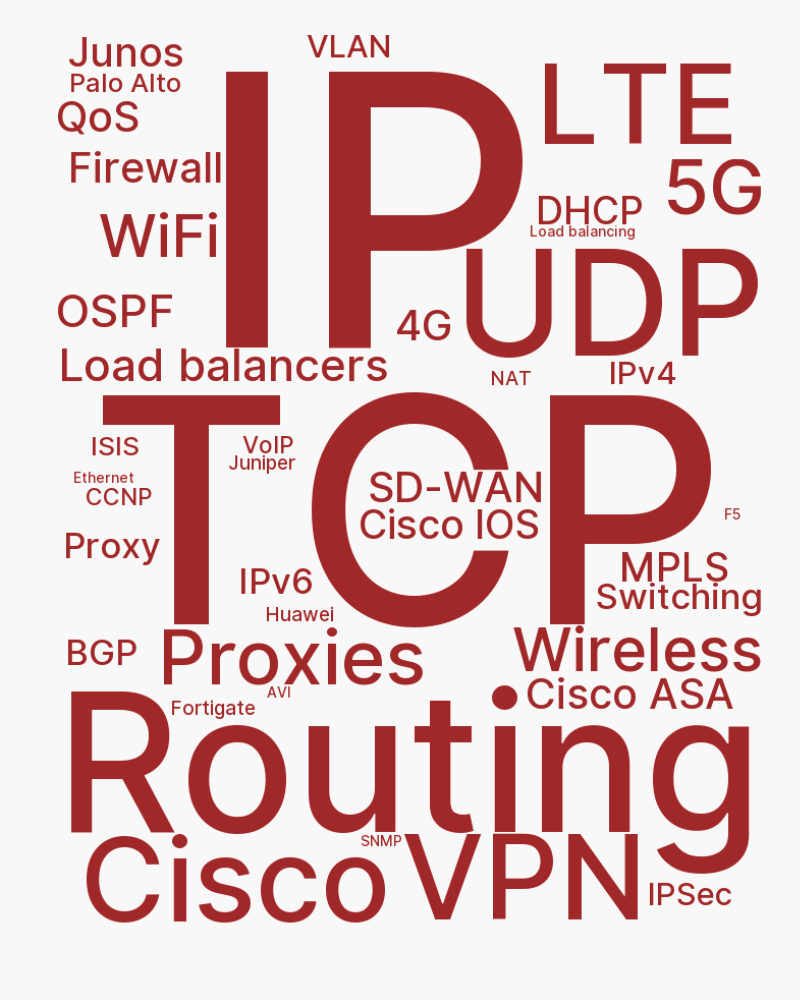 Junos
VLAN
Palo Alto
LTE
IP
QoS
Firewall
5G
DHCP
Load balancing
WiFi
UDP
OSPF
4G
Load balancers
NAT
IPv4
TCP
ISIS
VoIP
Juniper
Ethernet
CCNP
SD-WAN
Cisco IOS
F5
Proxy
MPLS
IPv6
Switching
Huawei
BGP
Proxies
Wireless
AVI
Cisco ASA
Fortigate
Routing
SNMP
Cisco
VPN
IPSec